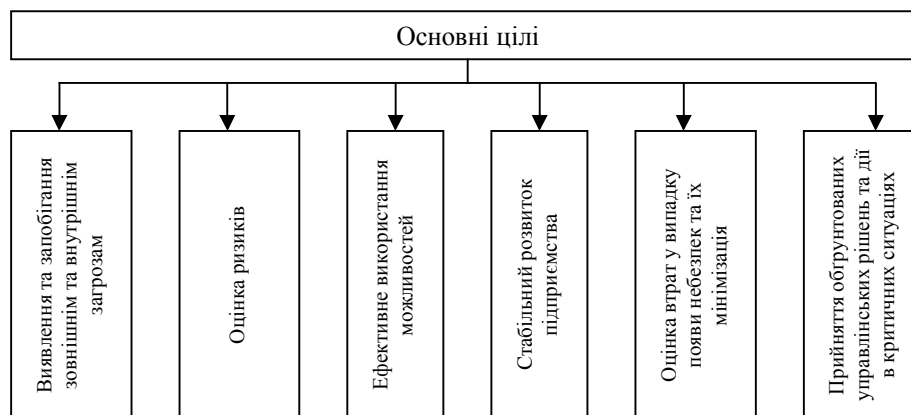 Основні цілі
Виявлення та запобігання
зовнішнім та внутрішнім
загрозам
Оцінка ризиків
Ефективне використання
можливостей
Стабільний розвиток
підприємства
Оцінка втрат у випадку
появи небезпек та їх
мінімізація
Прийняття обґрунтованих
управлінських рішень та дії
в критичних ситуаціях